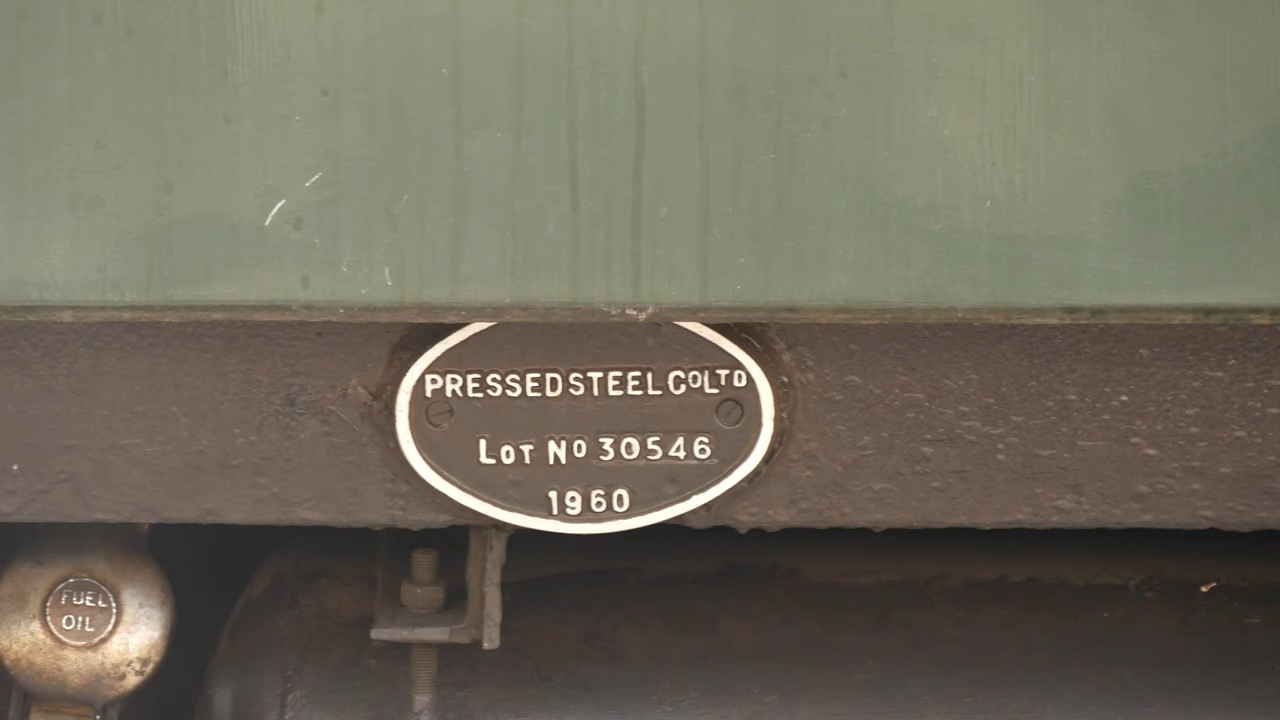 PRESSED STEEL CO LTD
LOT NO 30546
1960
FUEL
OIL